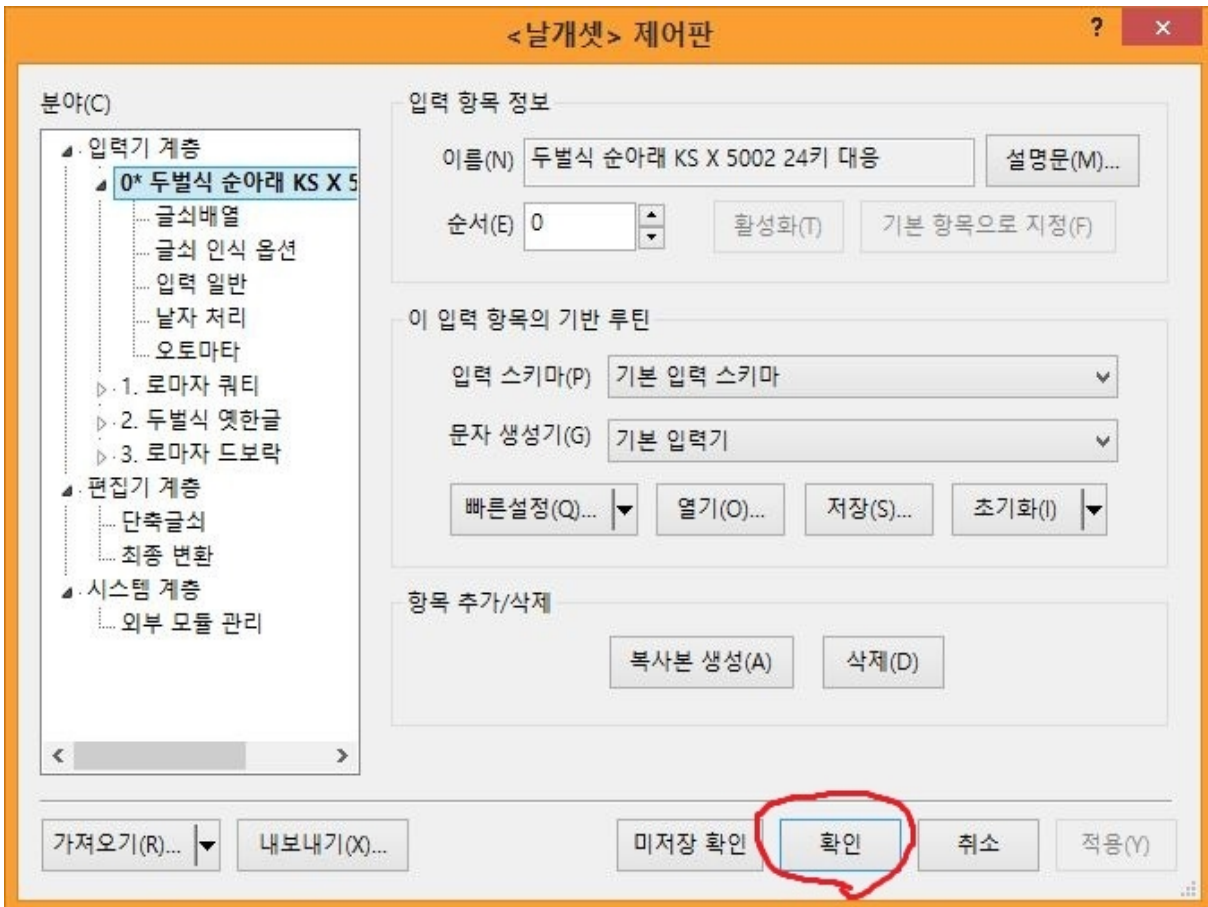 <날개셋> 제어판
? ×
분야(C)
입력기 계층
0* 두벌식 순아래 KS X 5
글쇠배열
글쇠 인식 옵션
입력 일반
낱자 처리
오토마타
1. 로마자 쿼티
2. 두벌식 옛한글
3. 로마자 드보락
편집기 계층
단축글쇠
최종 변환
시스템 계층
외부 모듈 관리
입력 항목 정보
이름(N) 두벌식 순아래 KS X 5002 24키 대응 설명문(M)...
순서(E) 0 활성화(T) 기본 항목으로 지정(F)
이 입력 항목의 기반 루틴
입력 스키마(P) 기본 입력 스키마
문자 생성기(G) 기본 입력기
빠른설정(Q)... 열기(O)... 저장(S)... 초기화(I)
항목 추가/삭제
복사본 생성(A) 삭제(D)
가져오기(R)... 내보내기(X)... 미저장 확인 확인 취소 적용(Y)